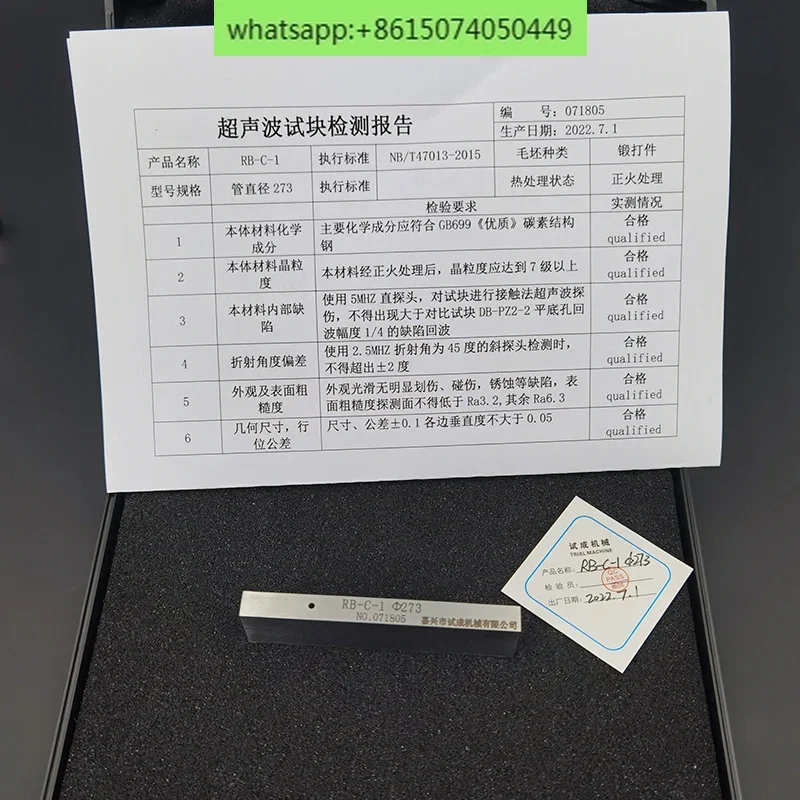 whatsapp:+8615074050449
超声波试块检测报告
编 号：071805
生产日期：2022.7.1
产品名称 RB-C-1 执行标准 NB/T47013-2015 毛坯种类 锻打件
型号规格 管直径 273 执行标准 热处理状态 正火处理
检验要求 实测情况
1 本体材料化学
成分
主要化学成分应符合 GB699《优质》碳素结构
钢
合格
qualified
2 本体材料晶粒
度
本材料经正火处理后，晶粒度应达到 7 级以上
合格
qualified
3 本材料内部缺
陷
使用 5MHZ 直探头，对试块进行接触法超声波探
伤，不得出现大于对比试块 DB-PZ2-2 平底孔回
波幅度 1/4 的缺陷回波
合格
qualified
4 折射角度偏差
使用 2.5MHZ 折射角为 45 度的斜探头检测时，
不得超出±2 度
合格
qualified
5 外观及表面粗
糙度
外观光滑无明显划伤、碰伤，锈蚀等缺陷，表
面粗糙度探测面不得低于 Ra3.2,其余 Ra6.3
合格
qualified
6 几何尺寸，行
位公差
尺寸、公差±0.1 各边垂直度不大于 0.05
合格
qualified
试成机械
TRIAL MACHINE
产品名称：RB-C-1 Φ273
检 验 员：
QC
PASS
出厂日期：2022.7.1
RB-C-1 Φ273
NO.071805
嘉兴市试成机械有限公司